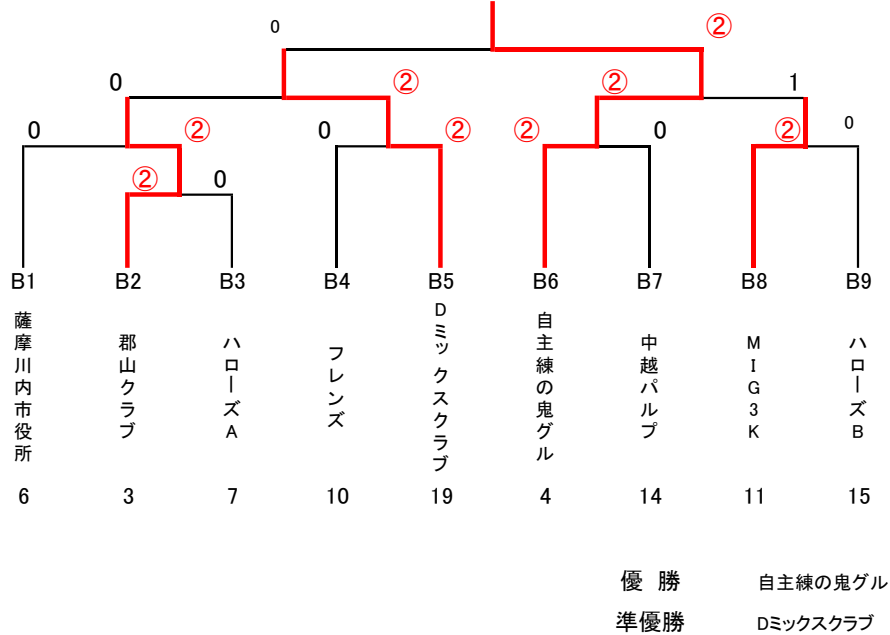 0 ②
0 ② ② 1
0 ② 0 ② ② 0 ② 0
② 0
B1 B2 B3 B4 B5 B6 B7 B8 B9
薩摩川内市役所
郡山クラブ
ハローズA
フレンズ
Dミックスクラブ
自主練の鬼グル
中越パルプ
MIG3K
ハローズB
6 3 7 10 19 4 14 11 15
優 勝 自主練の鬼グル
準優勝 Dミックスクラブ